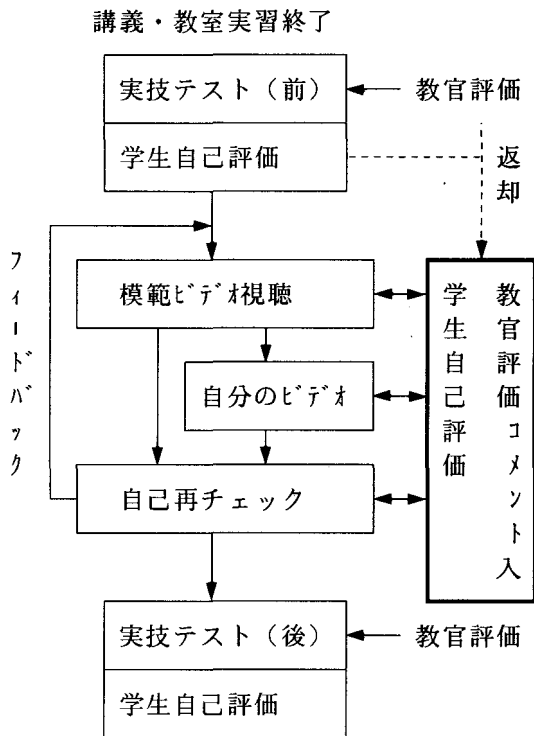 講義・教室実習終了
実技テスト(前)
教官評価
学生自己評価
返却
フィードバック
模範ビデオ視聴
教官評価コメント入
学生自己評価
自分のビデオ
自己再チェック
実技テスト(後)
教官評価
学生自己評価